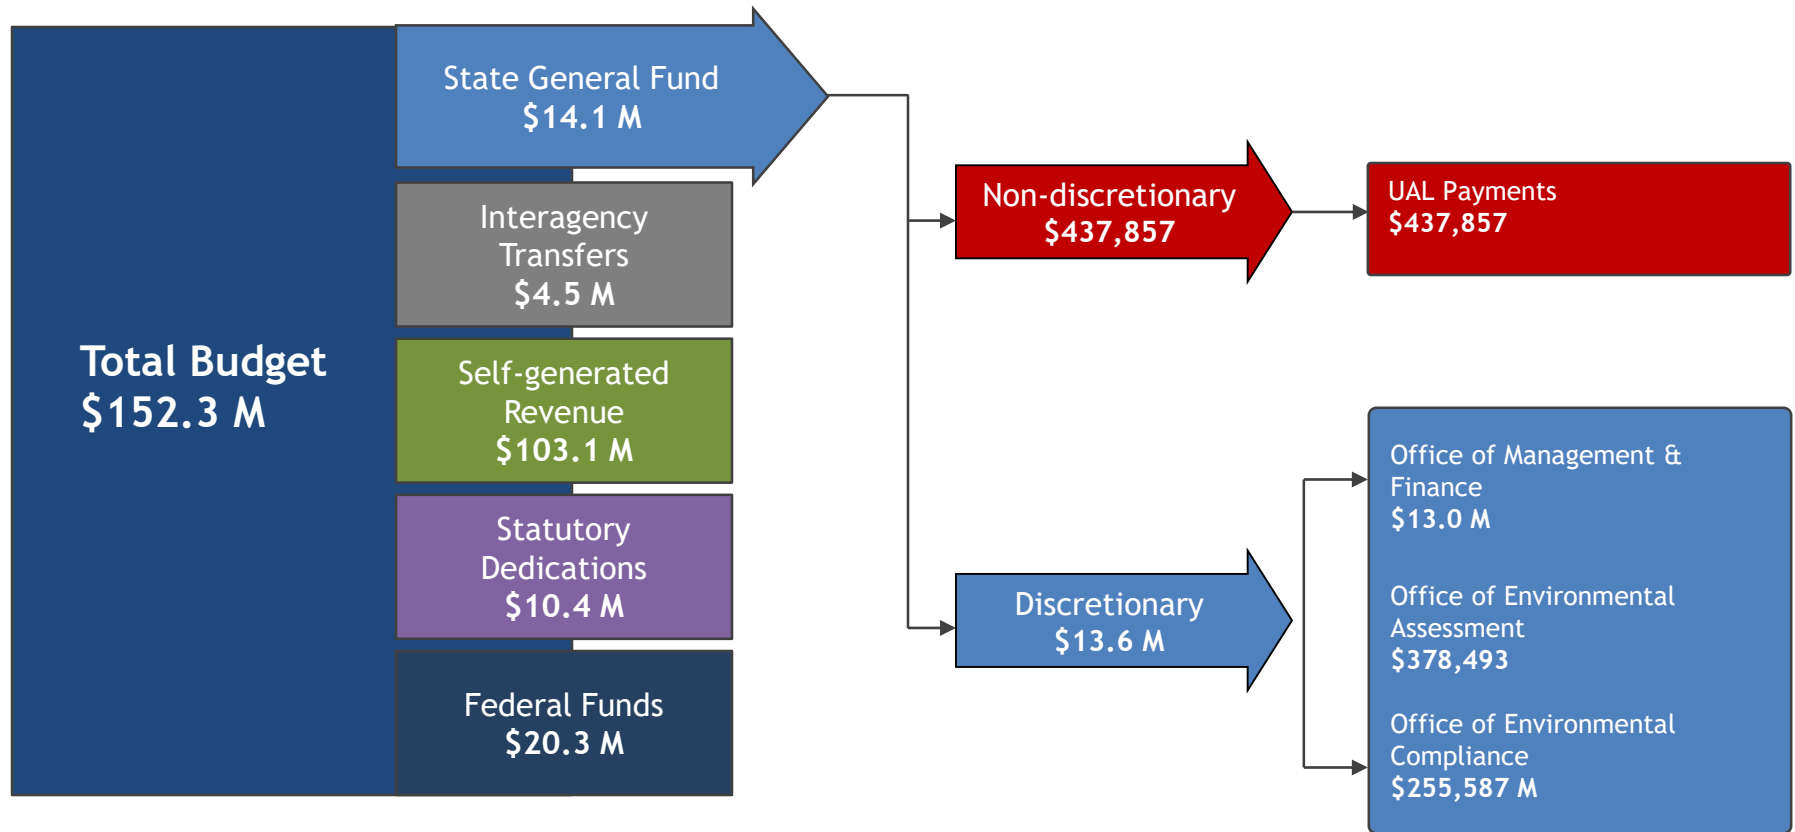 Total Budget
$152.3 M
State General Fund
$14.1 M
Interagency
Transfers
$4.5 M
Self-generated
Revenue
$103.1 M
Statutory
Dedications
$10.4 M
Federal Funds
$20.3 M
Non-discretionary
$437,857
UAL Payments
$437,857
Discretionary
$13.6 M
Office of Management &
Finance
$13.0 M
Office of Environmental
Assessment
$378,493
Office of Environmental
Compliance
$255,587 M